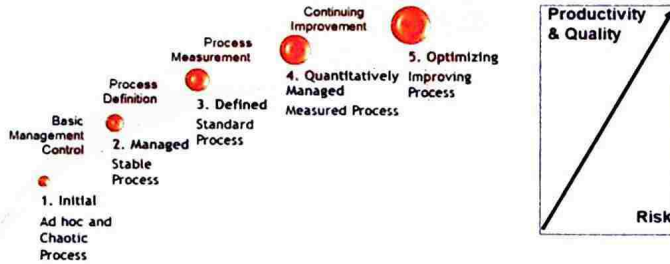 Continuing
Improvement
Process
Measurement
Process
Definition
Basic
Management
Control
5. Optimizing
Improving
Process
4. Quantitatively
Managed
Measured Process
3. Defined
Standard
Process
2. Managed
Stable
Process
1. Initial
Ad hoc and
Chaotic
Process
Productivity
& Quality
Risk